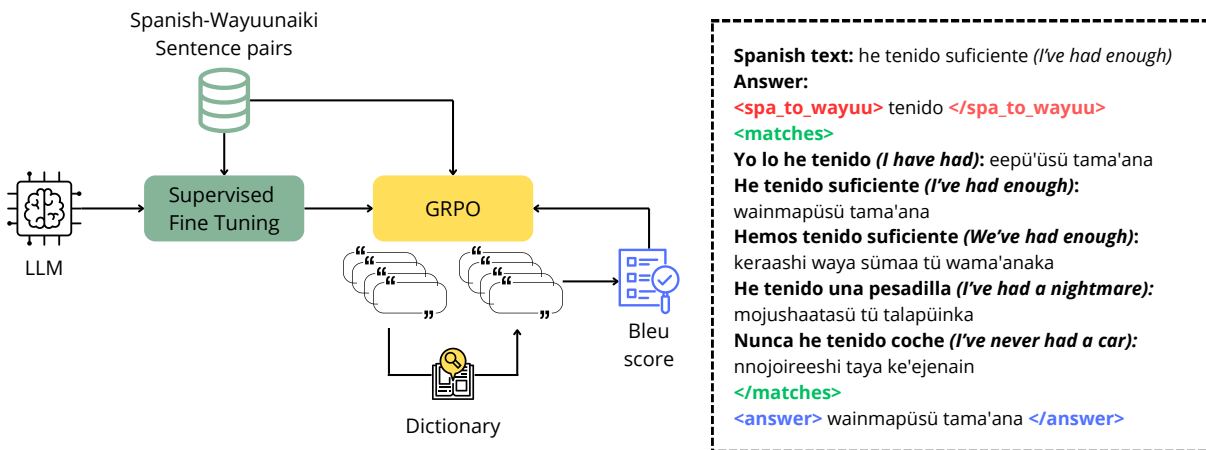 Spanish-Wayuunaiki
Sentence pairs
LLM
Supervised
Fine Tuning
GRPO
Bleu
score
Dictionary
Spanish text: he tenido suficiente (I've had enough)
Answer:
<spa_to_wayuu> tenido </spa_to_wayuu>
<matches>
Yo lo he tenido (I have had): eepü'üsü tama'ana
He tenido suficiente (I've had enough):
wainmapüsü tama'ana
Hemos tenido suficiente (We've had enough):
keraashi waya sümaa tü wama'anaka
He tenido una pesadilla (I've had a nightmare):
mojushaatasü tü talapüinka
Nunca he tenido coche (I've never had a car):
nnojoireeshi taya ke'ejenain
</matches>
<answer> wainmapüsü tama'ana </answer>